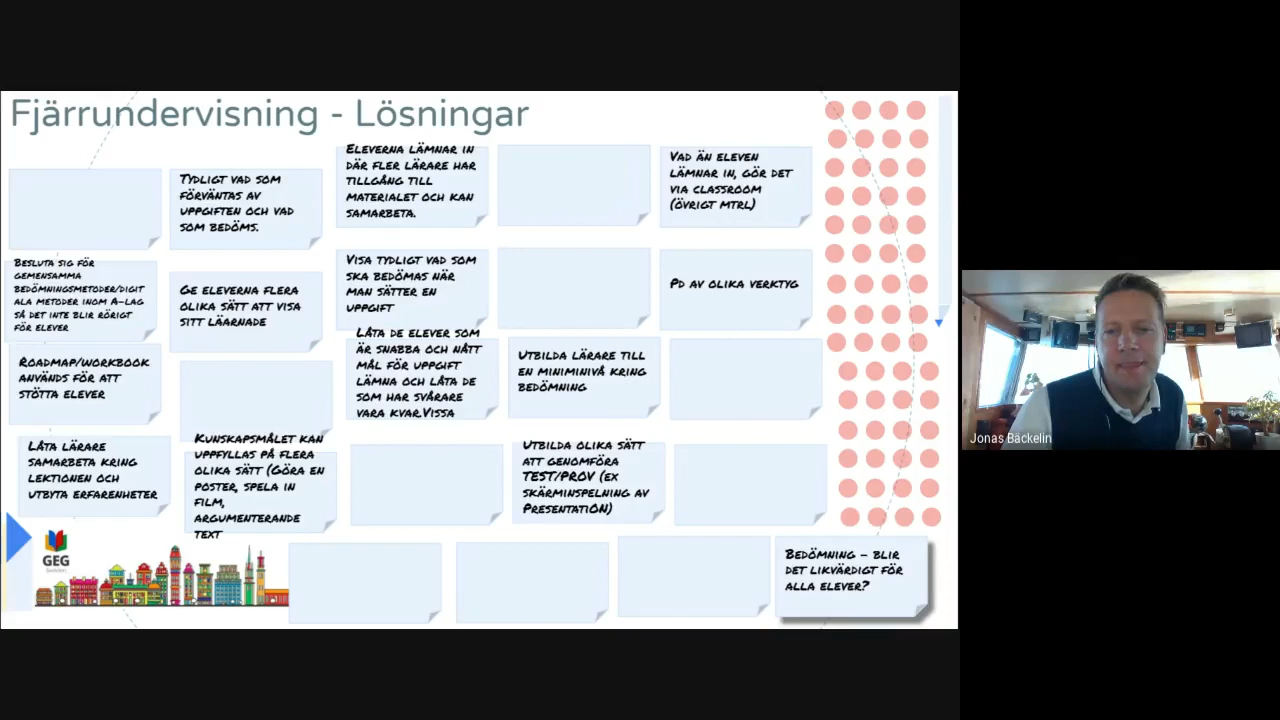 Fjärrundervisning - Lösningar
Tydligt vad som
förväntas av
uppgiften och vad
som bedöms.
Eleverna lämnar in
där fler lärare har
tillgång till
materialet och kan
samarbeta.
Vad än eleven
lämnar in, gör det
via classroom
(övrigt mtrl)
Besluta sig för
gemensamma
bedömningsmetoder/digit
ala metoder inom A-lag
så det inte blir rörigt
för elever
Ge eleverna flera
olika sätt att visa
sitt läarnade
Visa tydligt vad som
ska bedömas när
man sätter en
uppgift
Pd av olika verktyg
Roadmap/workbook
används för att
stötta elever
Låta de elever som
är snabba och nått
mål för uppgift
lämna och låta de
som har svårare
vara kvar.Vissa
Utbilda lärare till
en miniminivå kring
bedömning
Låta lärare
samarbeta kring
lektionen och
utbyta erfarenheter
Kunskapsmålet kan
uppfyllas på flera
olika sätt (Göra en
poster, spela in
film,
argumenterande
text
Utbilda olika sätt
att genomföra
TEST/PROV (ex
skärminspelning av
PresentatiON)
Bedömning - blir
det likvärdigt för
alla elever?
GEG
Sweden
Jonas Bäckelin